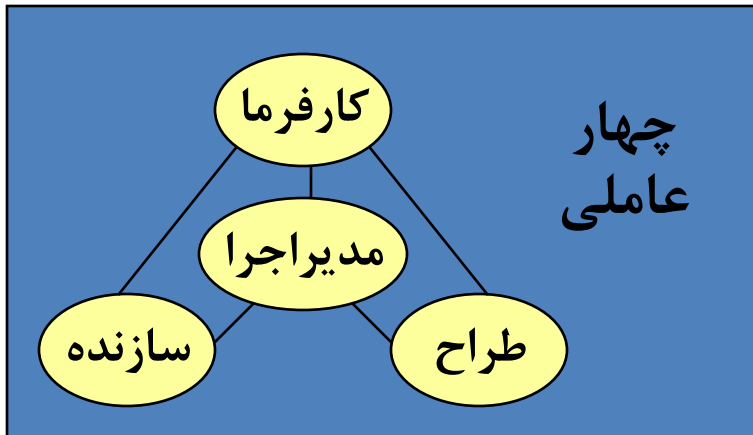 کارفرما
چهار
عاملی
مدیراجرا
طراح
سازنده